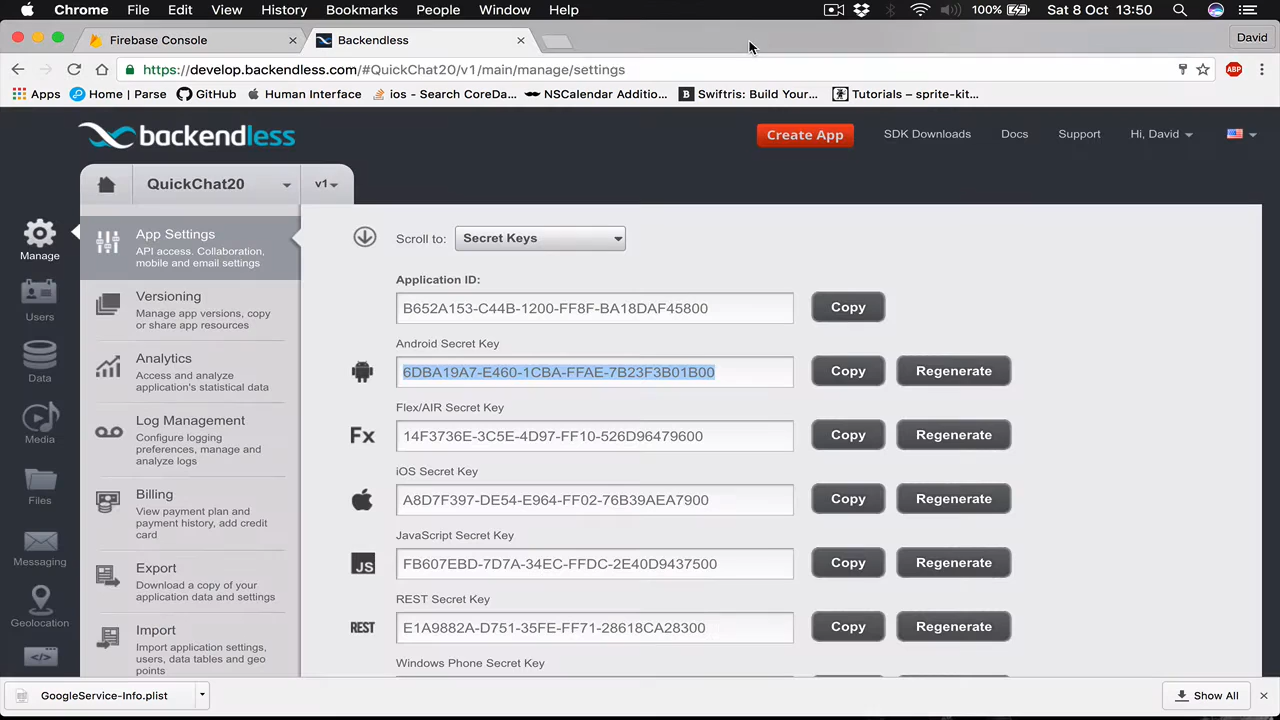 Chrome File Edit View History Bookmarks People Window Help 100% Sat 8 Oct 13:50
Firebase Console Backendless David
https://develop.backendless.com/#QuickChat20/v1/main/manage/settings ABP
Apps Home | Parse GitHub Human Interface ios - Search CoreDa... NSCalendar Addition... B Swiftris: Build Your... Tutorials – sprite-kit...
backendless Create App SDK Downloads Docs Support Hi, David
QuickChat20 v1
Manage
Users
Data
Media
Files
Messaging
Geolocation
App Settings
API access. Collaboration,
mobile and email settings
Versioning
Manage app versions, copy
or share app resources
Analytics
Access and analyze
application's statistical data
Log Management
Configure logging
preferences, manage and
analyze logs
Billing
View payment plan and
payment history, add credit
card
Export
Download a copy of your
application data and settings
Import
Import application settings,
users, data tables and geo
points
Scroll to: Secret Keys
Application ID:
B652A153-C44B-1200-FF8F-BA18DAF45800 Copy
Android Secret Key
6DBA19A7-E460-1CBA-FFAE-7B23F3B01B00 Copy Regenerate
Flex/AIR Secret Key
Fx 14F3736E-3C5E-4D97-FF10-526D96479600 Copy Regenerate
iOS Secret Key
A8D7F397-DE54-E964-FF02-76B39AEA7900 Copy Regenerate
JavaScript Secret Key
JS FB607EBD-7D7A-34EC-FFDC-2E40D9437500 Copy Regenerate
REST Secret Key
REST E1A9882A-D751-35FE-FF71-28618CA28300 Copy Regenerate
Windows Phone Secret Key
GoogleService-Info.plist Show All